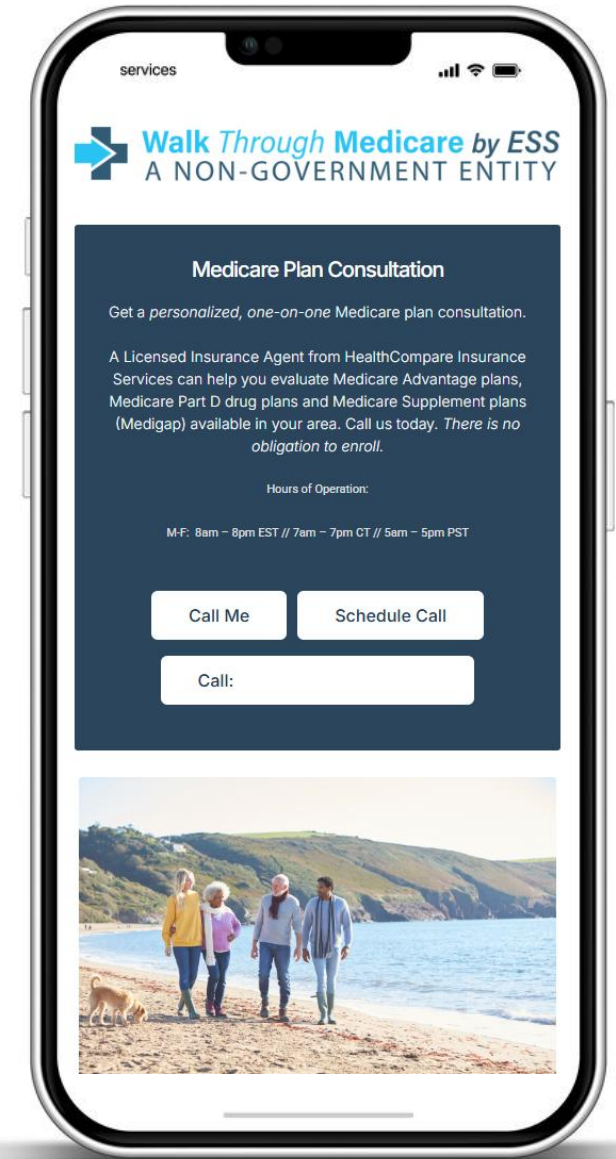 services
Walk Through Medicare by ESS
A NON-GOVERNMENT ENTITY
Medicare Plan Consultation
Get a personalized, one-on-one Medicare plan consultation.
A Licensed Insurance Agent from HealthCompare Insurance
Services can help you evaluate Medicare Advantage plans,
Medicare Part D drug plans and Medicare Supplement plans
(Medigap) available in your area. Call us today. There is no
obligation to enroll.
Hours of Operation:
M-F: 8am – 8pm EST // 7am – 7pm CT // 5am – 5pm PST
Call Me
Schedule Call
Call: